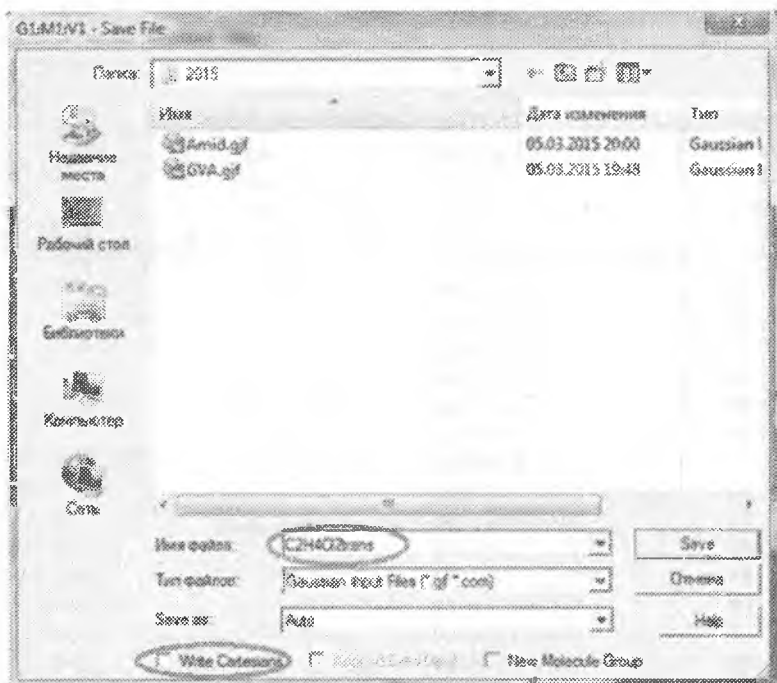 G1:M1:V1 - Save File
Папка: 2015
Имя Дата изменения Тип
Amid.gjf 05.03.2015 20:00 Gaussian I
GVA.gjf 05.03.2015 19:48 Gaussian I
Недавние
места
Рабочий стол
Библиотеки
Компьютер
Сеть
Имя файла: Save
Тип файлов: Gaussian Input Files (*.gjf *.com) Отмена
Save as: Auto Help
Write Cartesians New Molecule Group